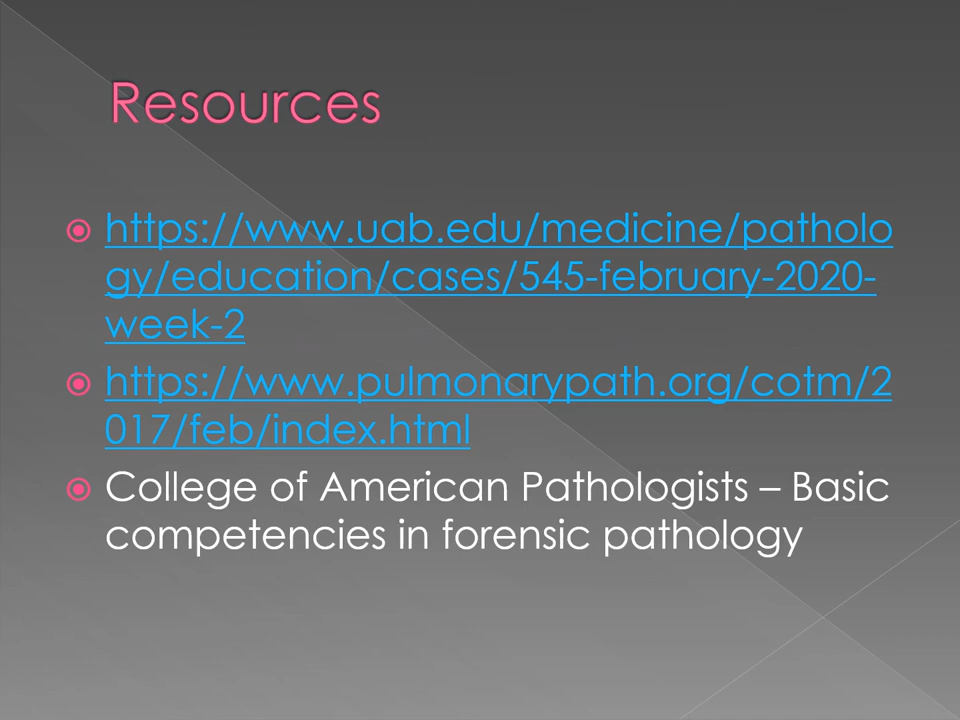 Resources
https://www.uab.edu/medicine/patholo
gy/education/cases/545-february-2020-
week-2
https://www.pulmonarypath.org/cotm/2
017/feb/index.html
College of American Pathologists – Basic
competencies in forensic pathology